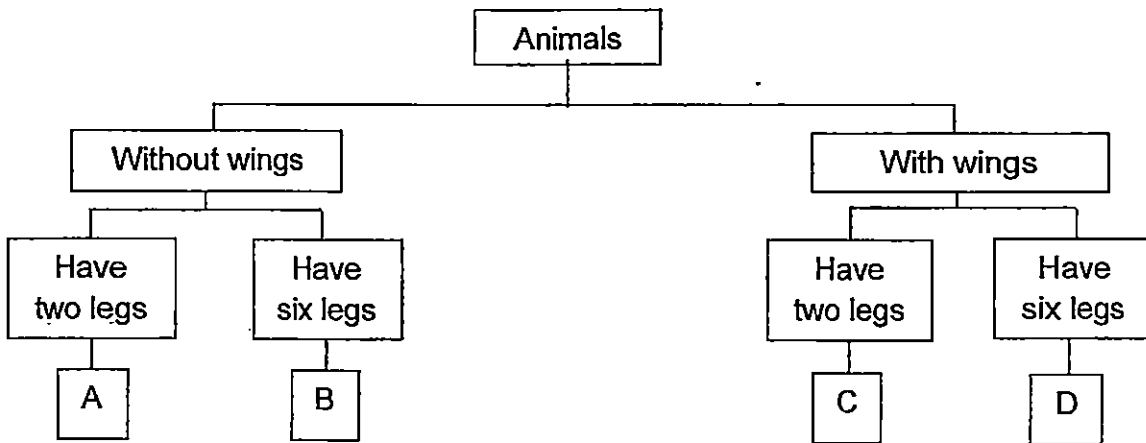 Animals
Without wings
With wings
Have
two legs
Have
six legs
Have
two legs
Have
six legs
A
B
C
D